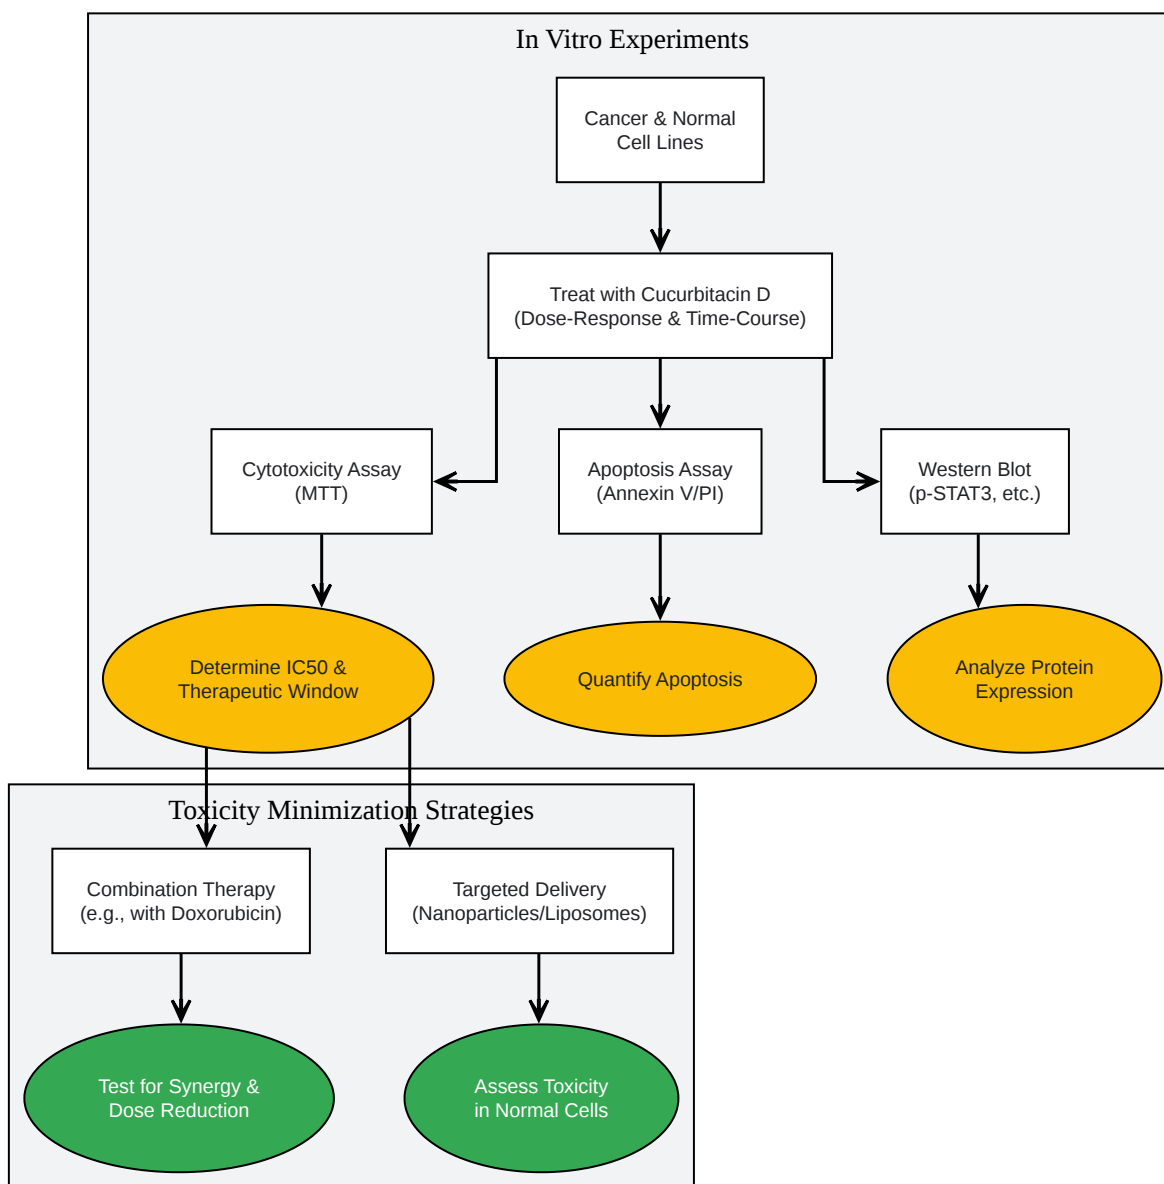 In Vitro Experiments
Cancer & Normal
Cell Lines
Treat with Cucurbitacin D
(Dose-Response & Time-Course)
Cytotoxicity Assay
(MTT)
Apoptosis Assay
(Annexin V/PI)
Western Blot
(p-STAT3, etc.)
Determine IC50 &
Therapeutic Window
Quantify Apoptosis
Analyze Protein
Expression
Toxicity Minimization Strategies
Combination Therapy
(e.g., with Doxorubicin)
Targeted Delivery
(Nanoparticles/Liposomes)
Test for Synergy &
Dose Reduction
Assess Toxicity
in Normal Cells